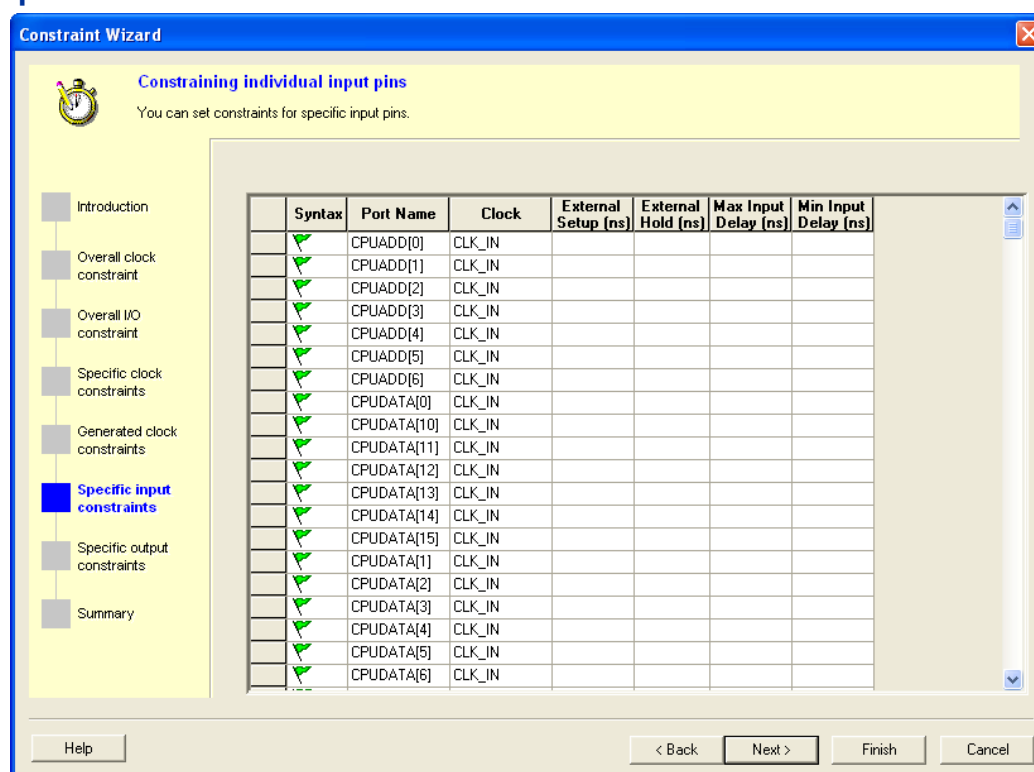 Constraint Wizard
Constraining individual input pins
You can set constraints for specific input pins.
Introduction
Overall clock
constraint
Overall I/O
constraint
Specific clock
constraints
Generated clock
constraints
Specific input
constraints
Specific output
constraints
Summary
Syntax Port Name Clock External Setup (ns) External Hold (ns) Max Input Delay (ns) Min Input Delay (ns)
CPUADD[0] CLK_IN
CPUADD[1] CLK_IN
CPUADD[2] CLK_IN
CPUADD[3] CLK_IN
CPUADD[4] CLK_IN
CPUADD[5] CLK_IN
CPUADD[6] CLK_IN
CPUDATA[0] CLK_IN
CPUDATA[10] CLK_IN
CPUDATA[11] CLK_IN
CPUDATA[12] CLK_IN
CPUDATA[13] CLK_IN
CPUDATA[14] CLK_IN
CPUDATA[15] CLK_IN
CPUDATA[1] CLK_IN
CPUDATA[2] CLK_IN
CPUDATA[3] CLK_IN
CPUDATA[4] CLK_IN
CPUDATA[5] CLK_IN
CPUDATA[6] CLK_IN
Help < Back Next > Finish Cancel